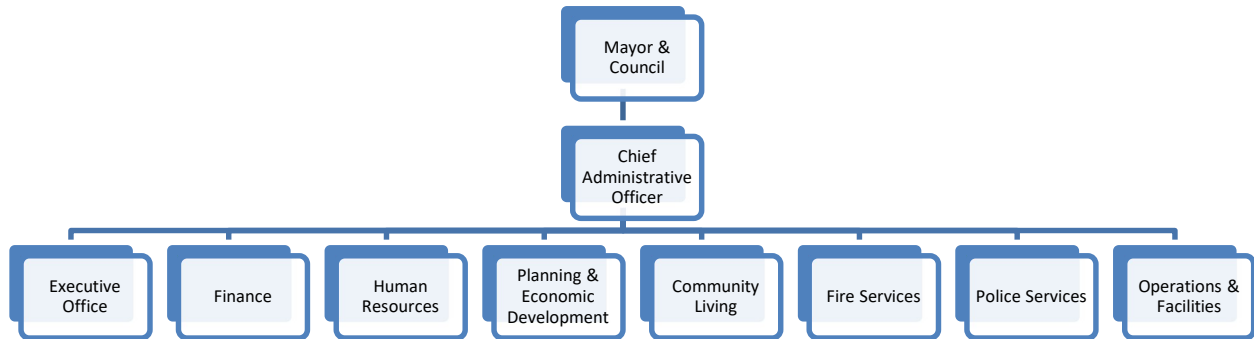 Mayor &
Council
Chief
Administrative
Officer
Executive
Office
Finance
Human
Resources
Planning &
Economic
Development
Community
Living
Fire Services
Police Services
Operations &
Facilities